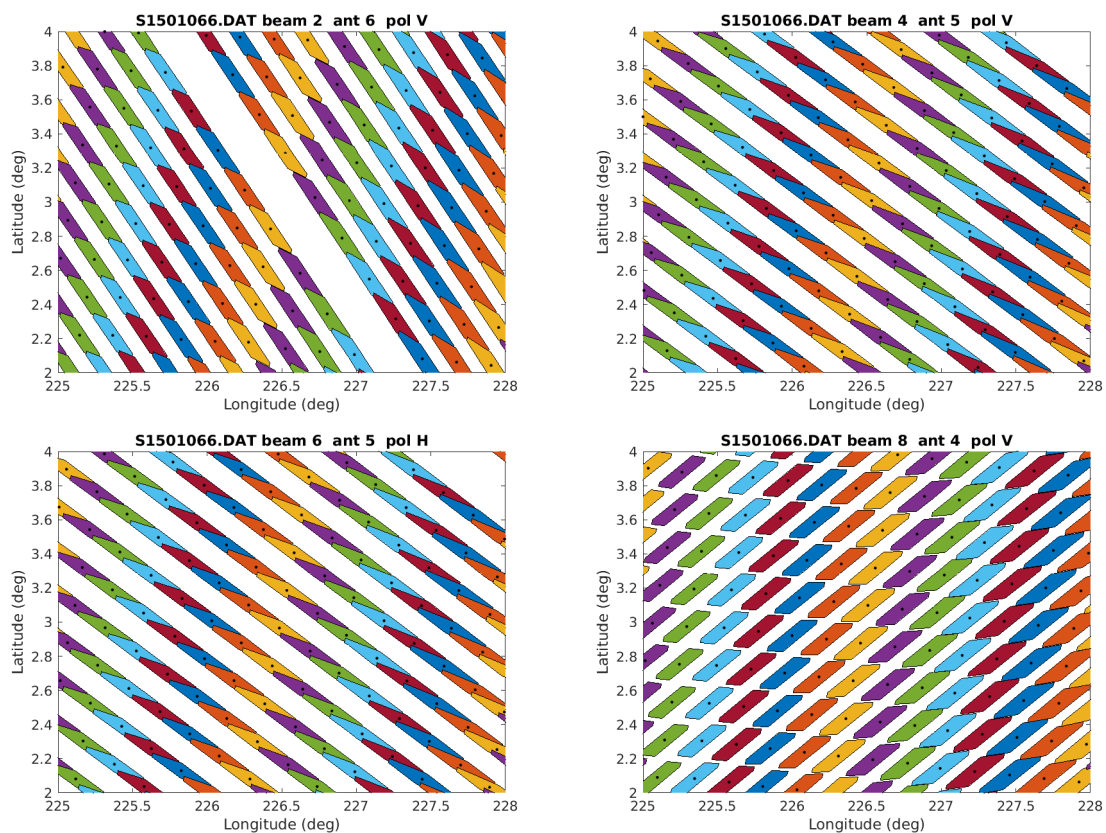 S1501066.DAT beam 2 ant 6 pol V
4
3.8
3.6
3.4
3.2
3
2.8
2.6
2.4
2.2
2
Latitude (deg)
225 225.5 226 226.5 227 227.5 228
Longitude (deg)
S1501066.DAT beam 4 ant 5 pol V
4
3.8
3.6
3.4
3.2
3
2.8
2.6
2.4
2.2
2
Latitude (deg)
225 225.5 226 226.5 227 227.5 228
Longitude (deg)
S1501066.DAT beam 6 ant 5 pol H
4
3.8
3.6
3.4
3.2
3
2.8
2.6
2.4
2.2
2
Latitude (deg)
225 225.5 226 226.5 227 227.5 228
Longitude (deg)
S1501066.DAT beam 8 ant 4 pol V
4
3.8
3.6
3.4
3.2
3
2.8
2.6
2.4
2.2
2
Latitude (deg)
225 225.5 226 226.5 227 227.5 228
Longitude (deg)